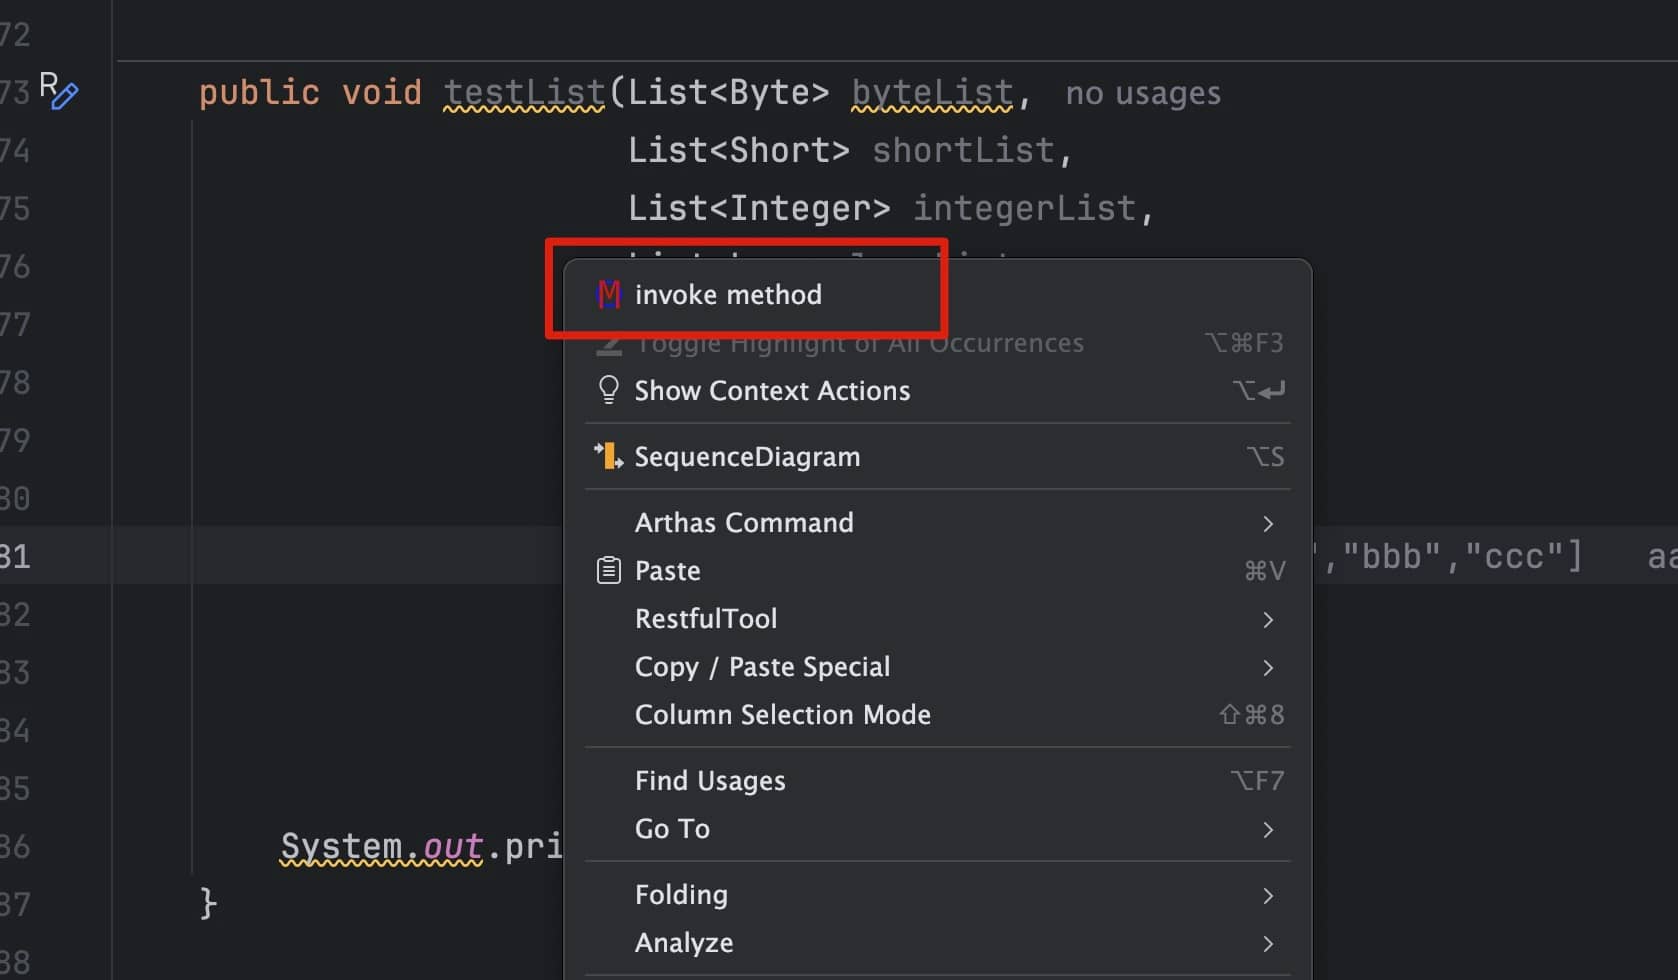 72
73 R public void testList(List<Byte> byteList, no usages
74 List<Short> shortList,
75 List<Integer> integerList,
76
M invoke method
77
Toggle Highlight of All Occurrences ⌥⌘F3
78
Show Context Actions ⌥↩
79
SequenceDiagram ⌥S
80
Arthas Command >
81 ","bbb","ccc"] aa
Paste ⌘V
82
RestfulTool >
83
Copy / Paste Special >
84
Column Selection Mode ⇧⌘8
85
Find Usages ⌥F7
Go To >
86 System.out.pri
87 }
Folding >
Analyze >
88